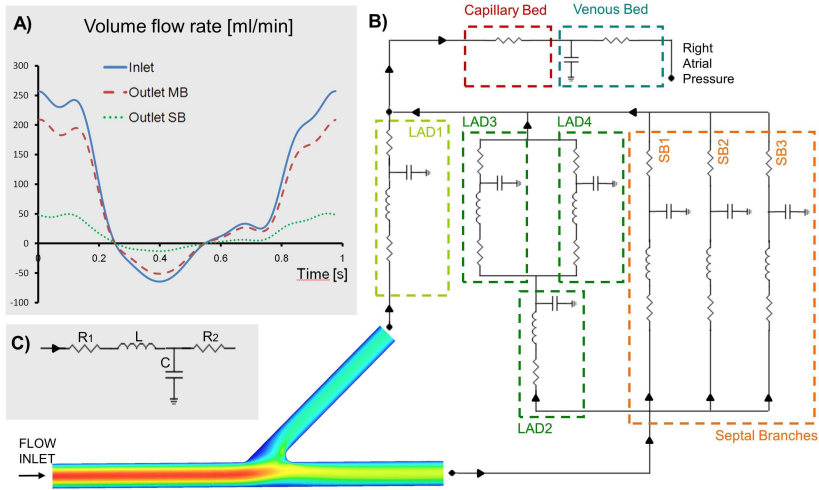 A)
Volume flow rate [ml/min]
300
250
200
150
100
50
0
-50
-100
0
0.2
0.4
0.6
0.8
1
Time [s]
Inlet
Outlet MB
Outlet SB
B)
Capillary Bed
Venous Bed
Right
Atrial
Pressure
LAD1
LAD3
LAD4
SB1
SB2
SB3
LAD2
Septal Branches
C)
R1
L
C
R2
FLOW
INLET